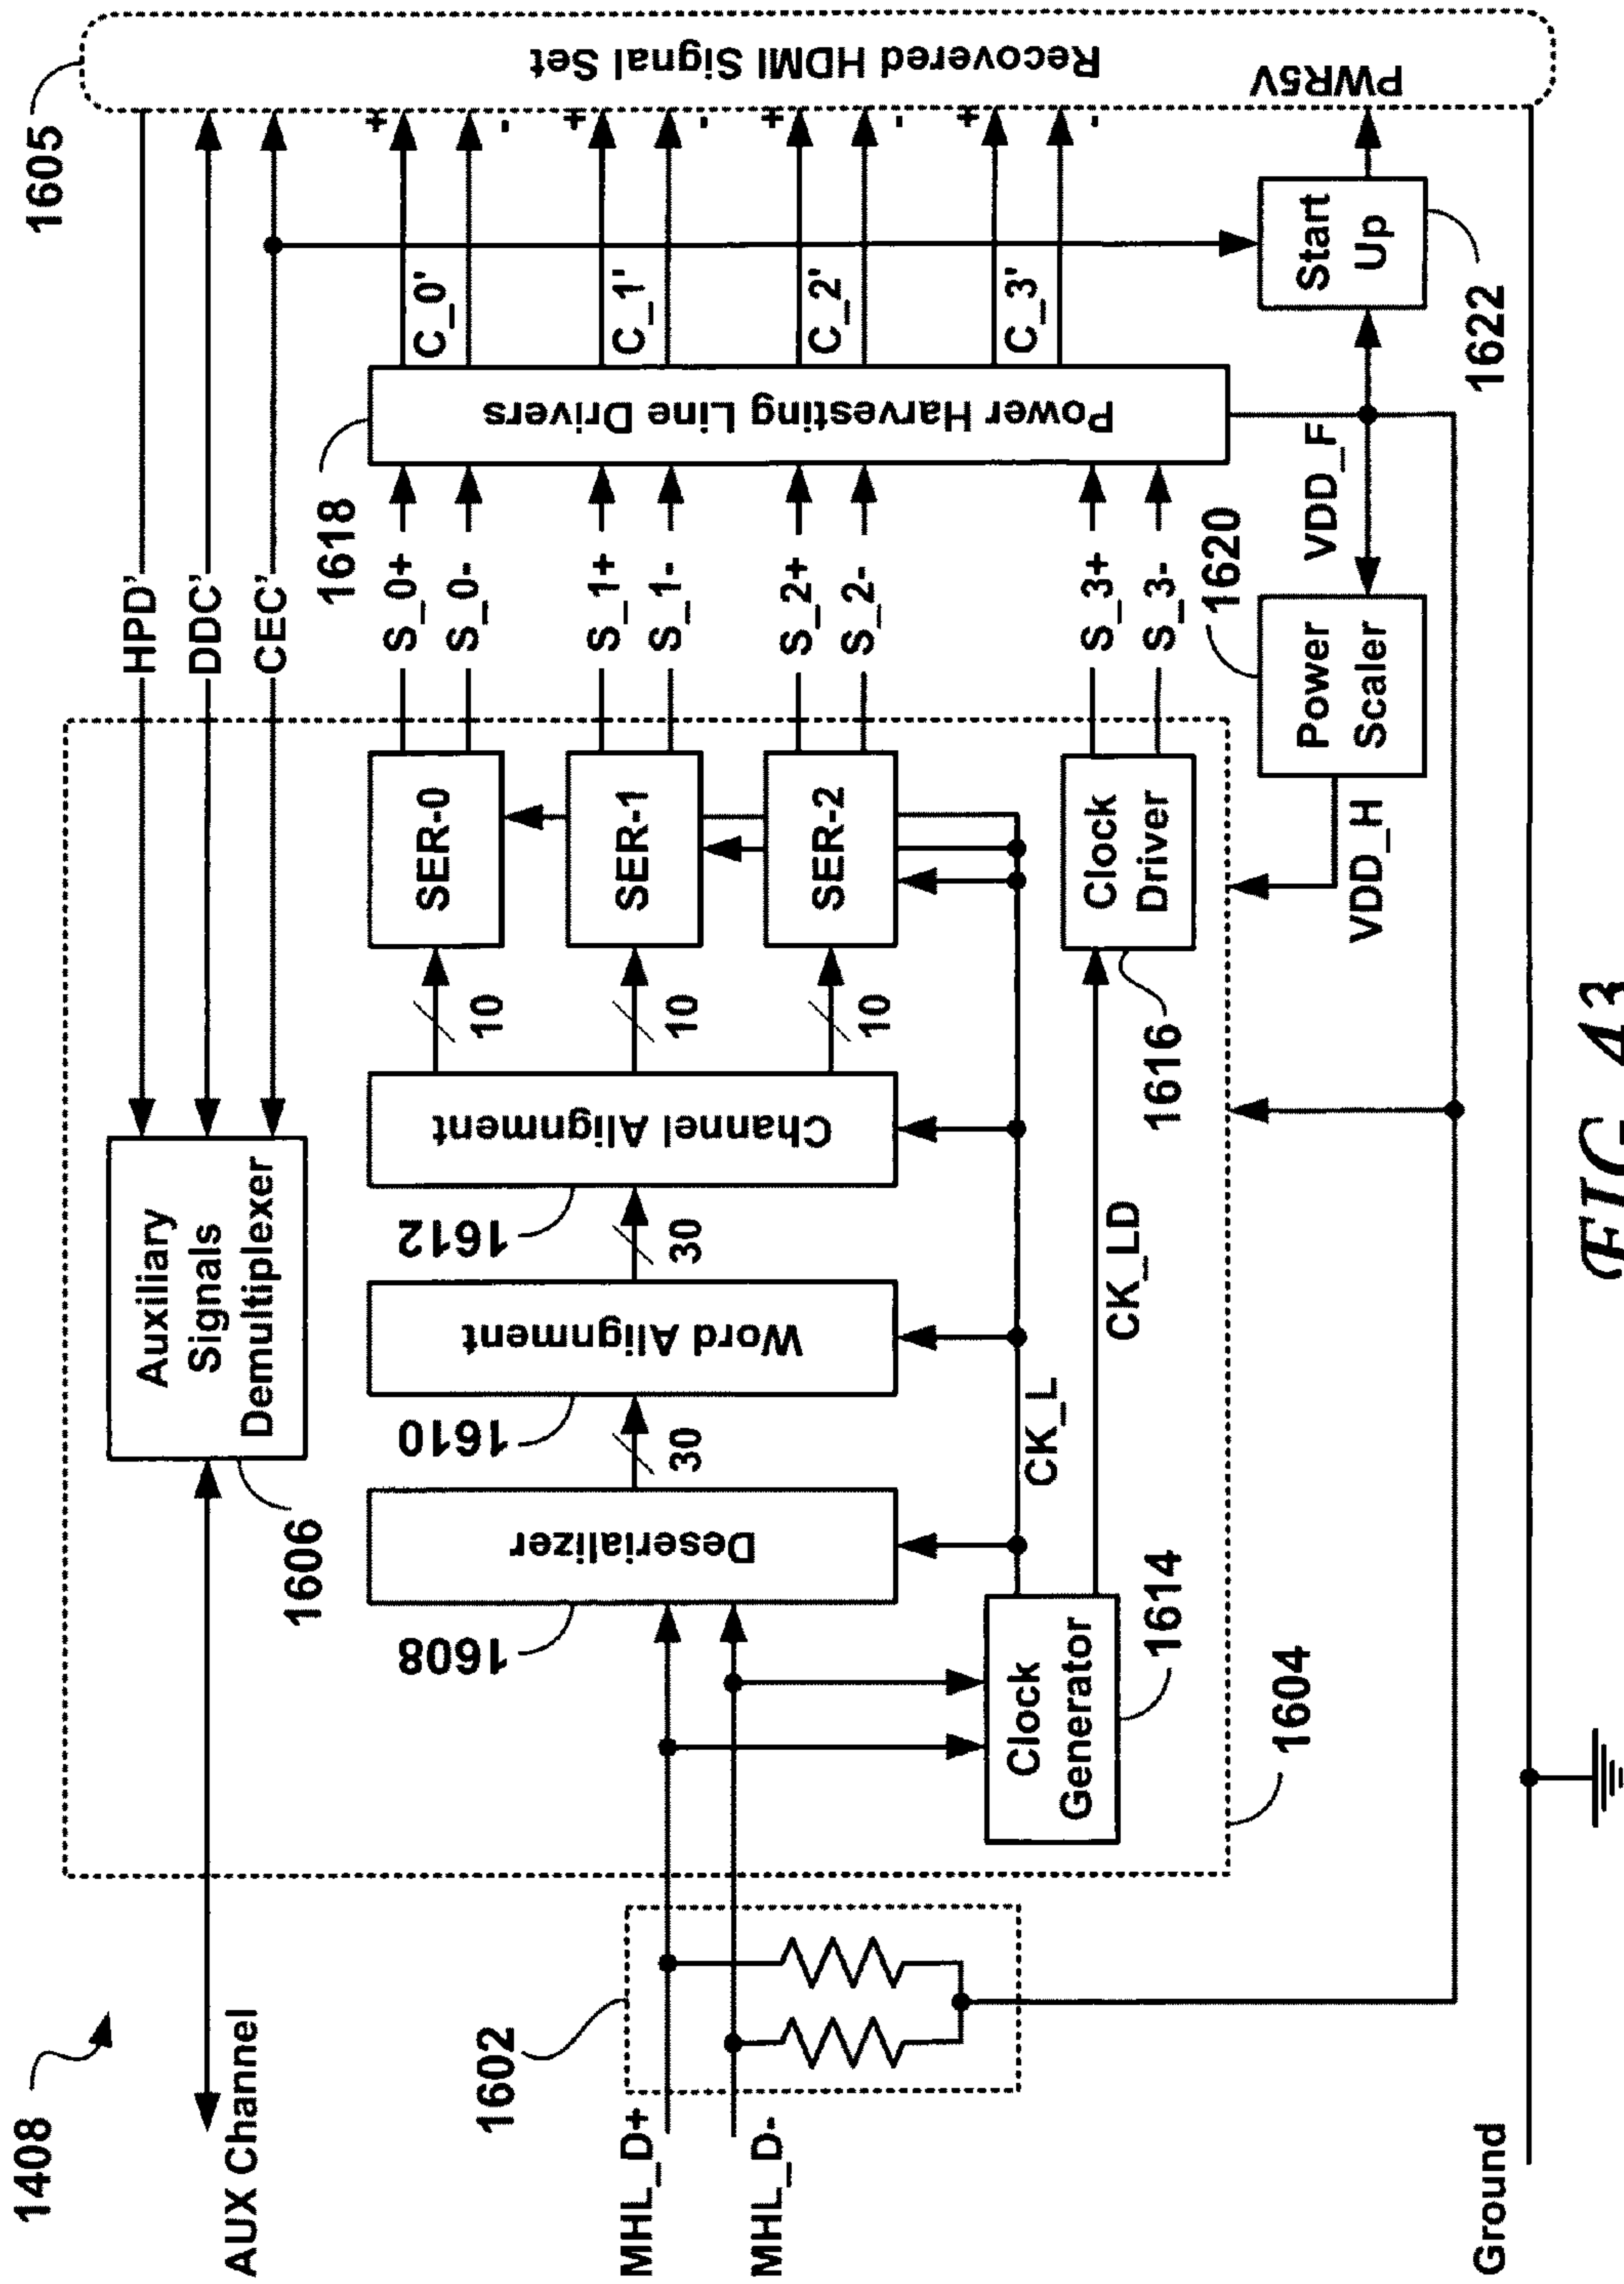 1408
AUX Channel
1606
Auxiliary
Signals
Demultiplexer
HPD'
DDC'
CEC'
1605
Recovered HDMI Signal Set
PWR5V
MHL_D+
MHL_D-
1602
1608
Deserializer
30
1610
Word Alignment
30
1612
Channel Alignment
10
10
10
SER-0
SER-1
SER-2
S_0+
S_0-
S_1+
S_1-
S_2+
S_2-
S_3+
S_3-
1618
Power Harvesting Line Drivers
C_0'
C_1'
C_2'
C_3'
+
-
+
-
+
-
+
-
Clock
Generator
1614
CK_L
CK_LD
1616
Clock
Driver
1604
VDD_H
Power
Scaler
1620
VDD_F
Start
Up
1622
Ground
FIG. 43